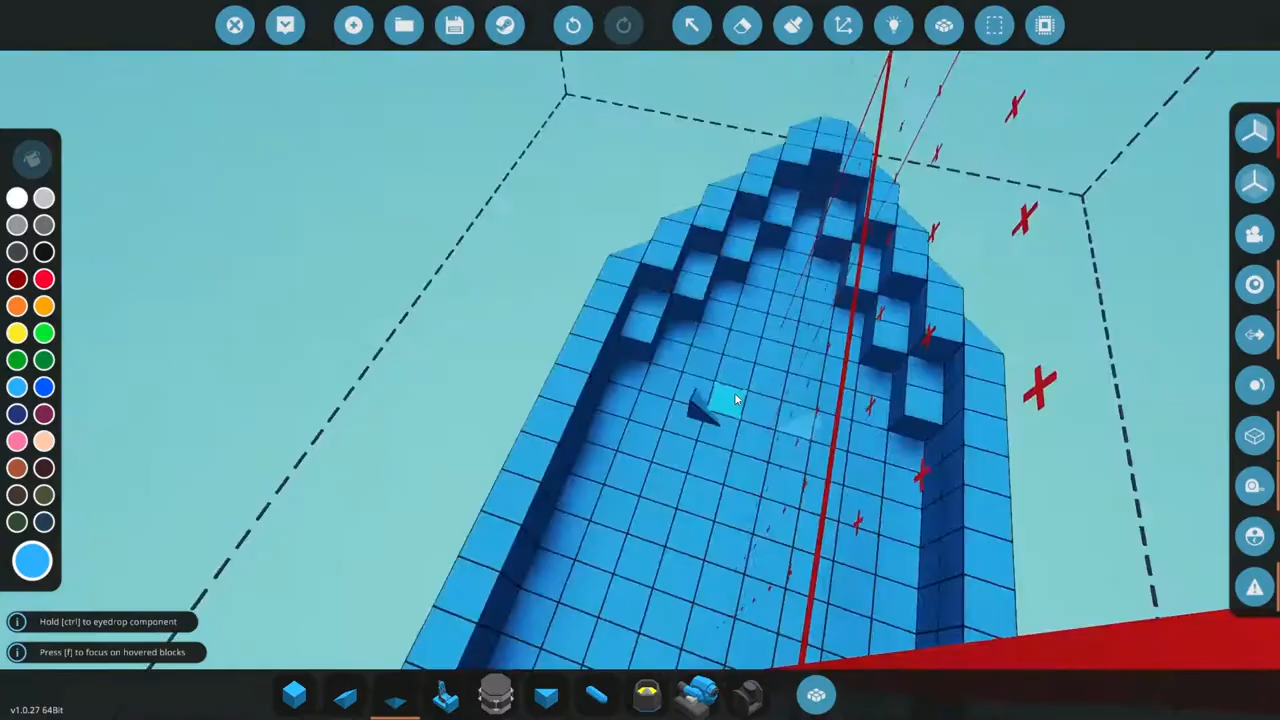 Hold [ctrl] to eyedrop component
Press [f] to focus on hovered blocks
v1.0.27 64Bit